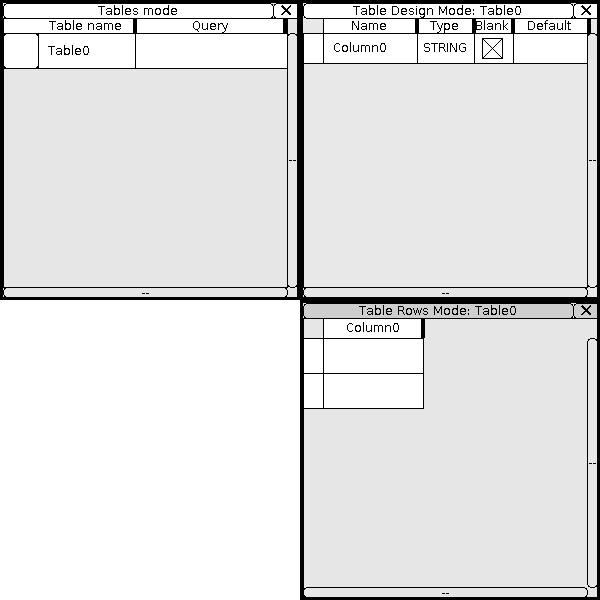 Tables mode
Table name Query
Table0
Table Design Mode: Table0
Name Type Blank Default
Column0 STRING
Table Rows Mode: Table0
Column0